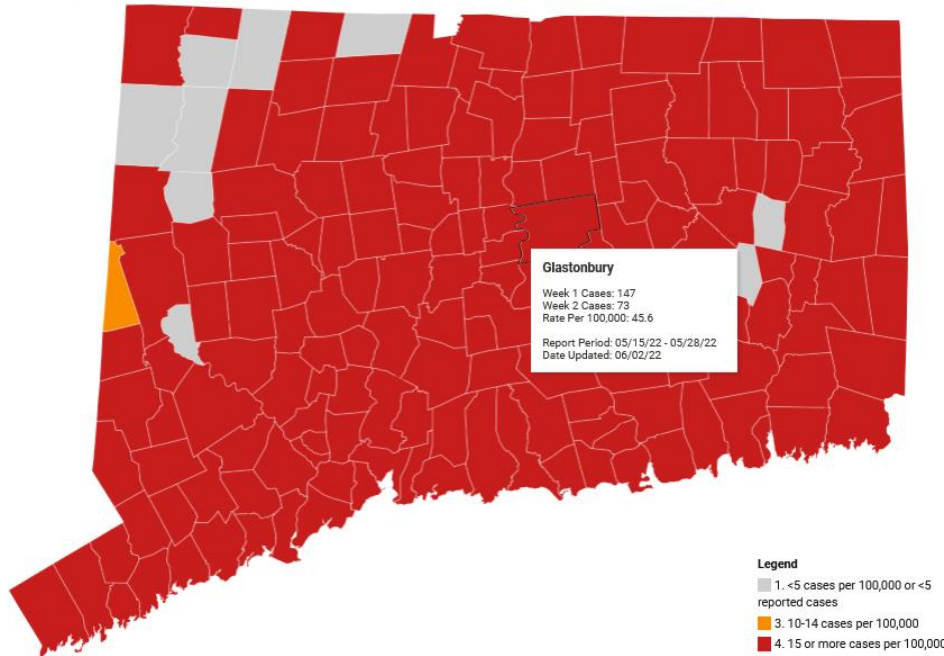 Glastonbury
Week 1 Cases: 147
Week 2 Cases: 73
Rate Per 100,000: 45.6
Report Period: 05/15/22 - 05/28/22
Date Updated: 06/02/22
Legend
1. <5 cases per 100,000 or <5
reported cases
3. 10-14 cases per 100,000
4. 15 or more cases per 100,000